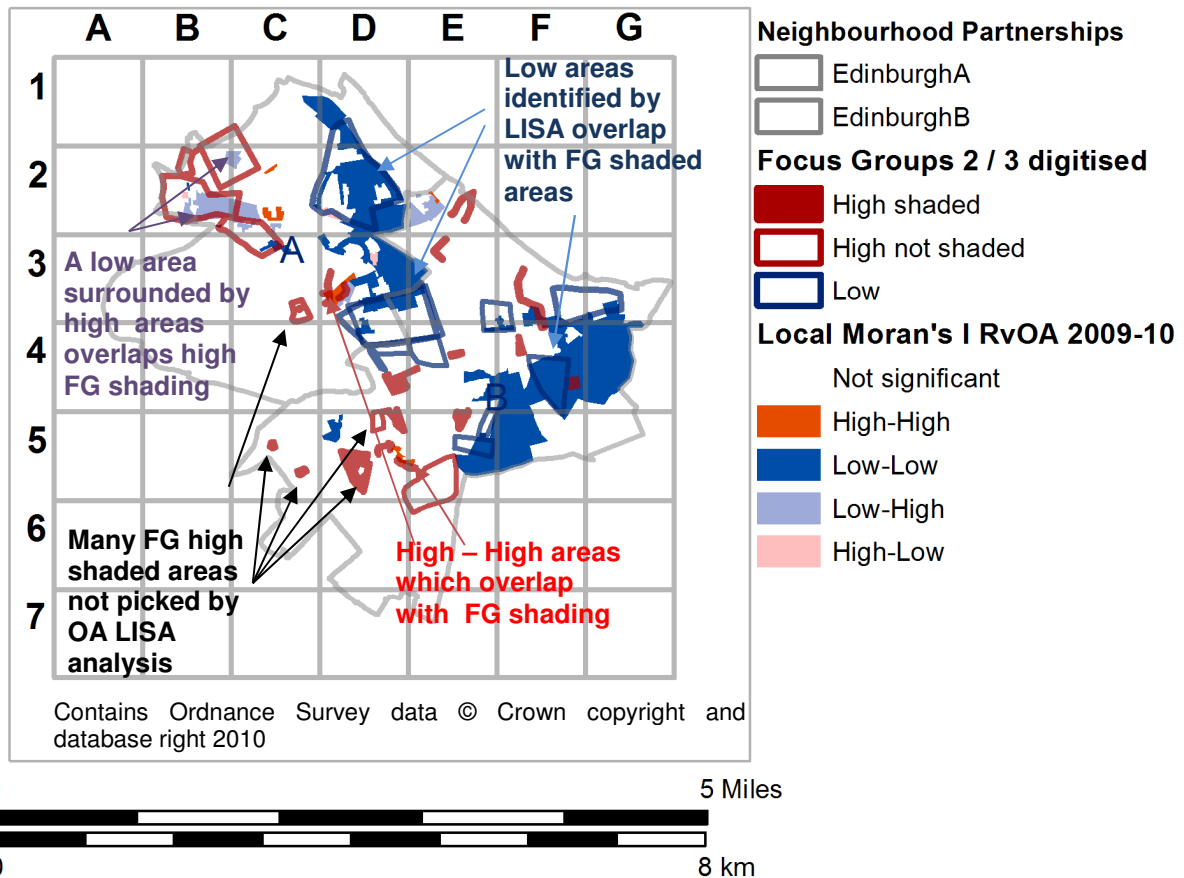 A B C D E F G
1
2
3
4
5
6
7
Low areas
identified by
LISA overlap
with FG shaded
areas
A
A low area
surrounded by
high areas
overlaps high
FG shading
B
Many FG high
shaded areas
not picked by
OA LISA
analysis
High – High areas
which overlap
with FG shading
Contains Ordnance Survey data © Crown copyright and
database right 2010
Neighbourhood Partnerships
EdinburghA
EdinburghB
Focus Groups 2 / 3 digitised
High shaded
High not shaded
Low
Local Moran's I RvOA 2009-10
Not significant
High-High
Low-Low
Low-High
High-Low
5 Miles
8 km